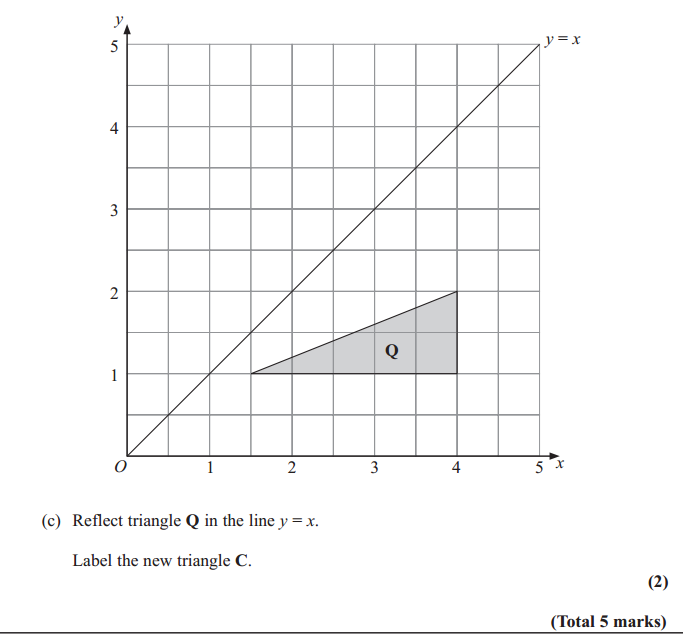 y
5
y = x
4
3
2
Q
1
O
1
2
3
4
5 x
(c) Reflect triangle Q in the line y = x.
Label the new triangle C.
(2)
(Total 5 marks)